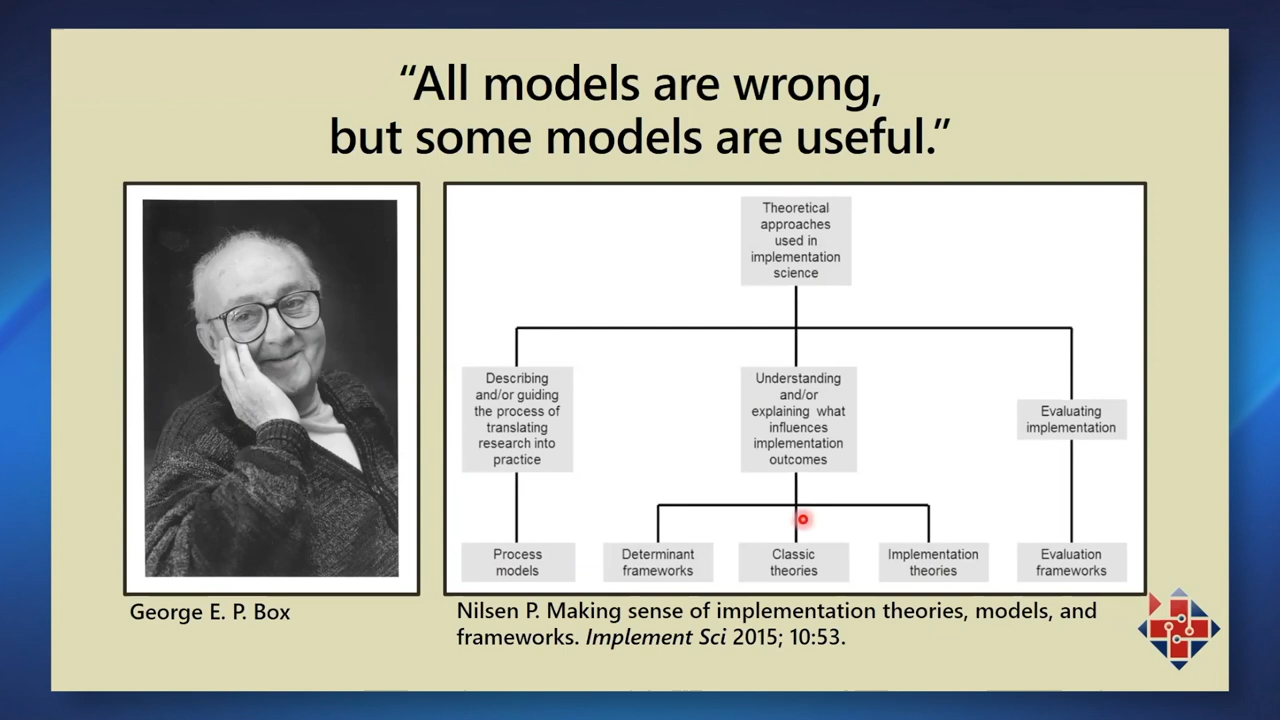 “All models are wrong,
but some models are useful.”
Theoretical
approaches
used in
implementation
science
Describing
and/or guiding
the process of
translating
research into
practice
Understanding
and/or
explaining what
influences
implementation
outcomes
Evaluating
implementation
Process
models
Determinant
frameworks
Classic
theories
Implementation
theories
Evaluation
frameworks
George E. P. Box
Nilsen P. Making sense of implementation theories, models, and
frameworks. Implement Sci 2015; 10:53.